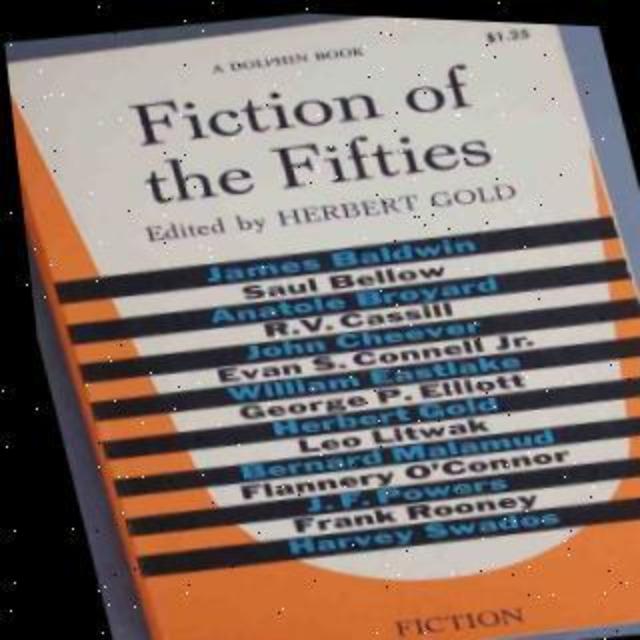 A DOLPHIN BOOK
$1.25
Fiction of
the Fifties
Edited by HERBERT GOLD
James Baldwin
Saul Bellow
Anatole Broyard
R.V. Cassill
John Cheever
Evan S. Connell Jr.
William Eastlake
George P. Elliott
Herbert Gold
Leo Litwak
Bernard Malamud
Flannery O'Connor
J. F. Powers
Frank Rooney
Harvey Swados
FICTION